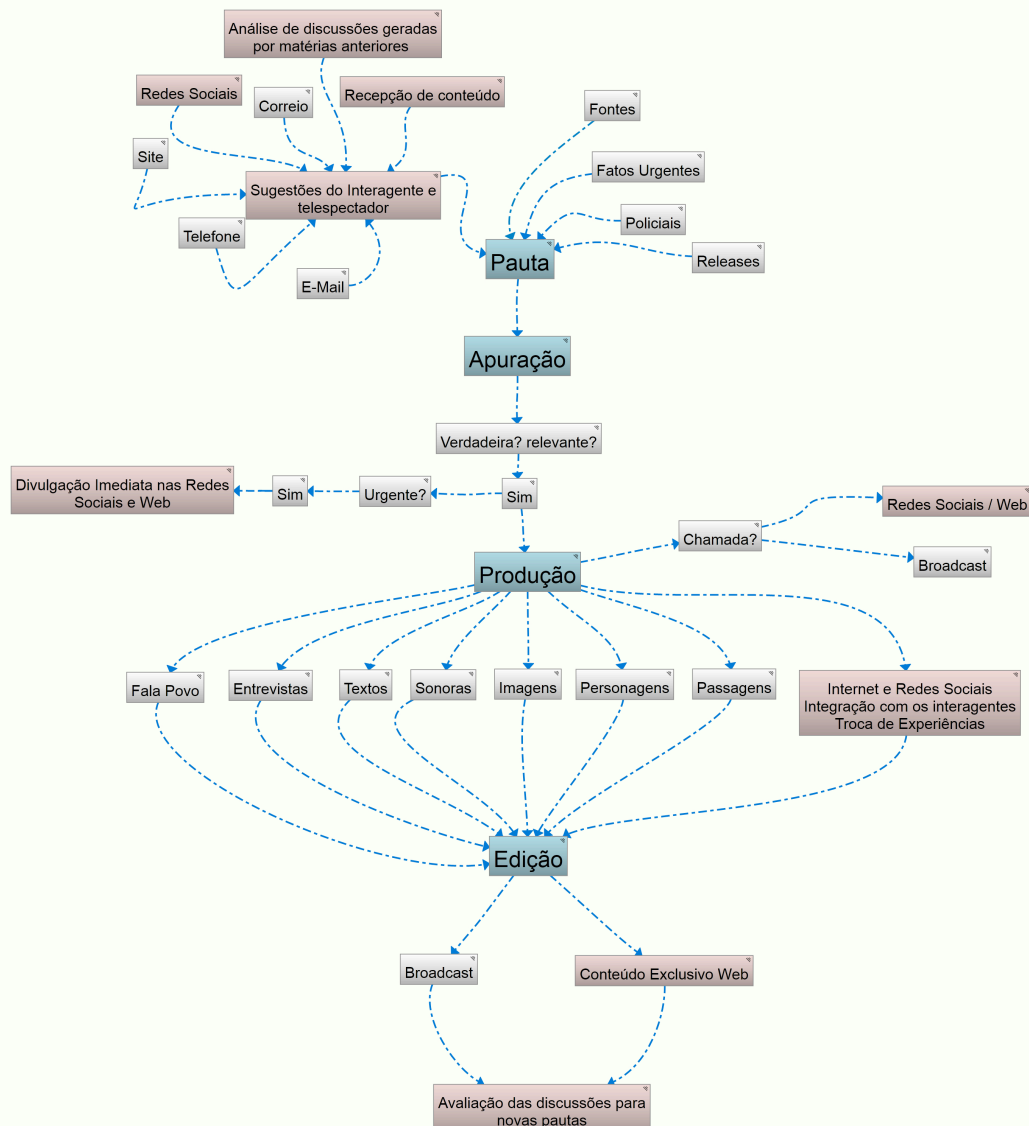 Análise de discussões geradas
por matérias anteriores
Redes Sociais
Correio
Recepção de conteúdo
Fontes
Site
Fatos Urgentes
Sugestões do Interagente e
telespectador
Telefone
Policiais
E-Mail
Pauta
Releases
Apuração
Verdadeira? relevante?
Divulgação Imediata nas Redes
Sociais e Web
Sim
Urgente?
Sim
Redes Sociais / Web
Chamada?
Broadcast
Produção
Fala Povo
Entrevistas
Textos
Sonoras
Imagens
Personagens
Passagens
Internet e Redes Sociais
Integração com os interagentes
Troca de Experiências
Edição
Broadcast
Conteúdo Exclusivo Web
Avaliação das discussões para
novas pautas